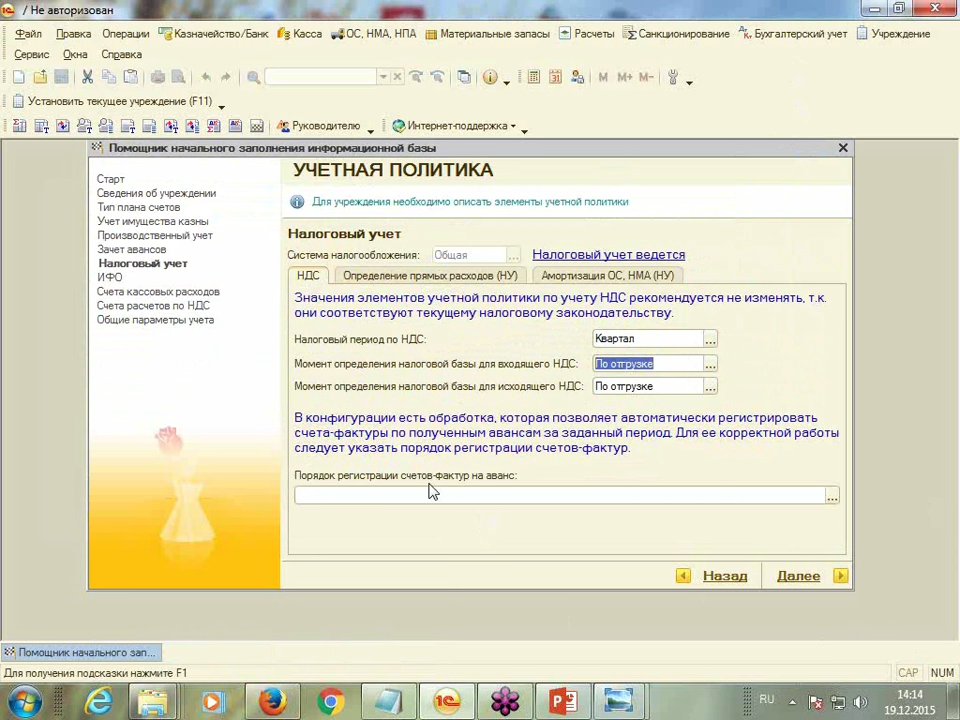 / Не авторизован
Файл Правка Операции Казначейство/Банк Касса ОС, НМА, НПА Материальные запасы Расчеты Санкционирование Бухгалтерский учет Учреждение
Сервис Окна Справка
M M+ M-
Установить текущее учреждение (F11)
Руководителю Интернет-поддержка
Помощник начального заполнения информационной базы
Старт
Сведения об учреждении
Тип плана счетов
Учет имущества казны
Производственный учет
Зачет авансов
Налоговый учет
ИФО
Счета кассовых расходов
Счета расчетов по НДС
Общие параметры учета
УЧЕТНАЯ ПОЛИТИКА
Для учреждения необходимо описать элементы учетной политики
Налоговый учет
Система налогообложения: Общая ... Налоговый учет ведется
НДС Определение прямых расходов (НУ) Амортизация ОС, НМА (НУ)
Значения элементов учетной политики по учету НДС рекомендуется не изменять, т.к.
они соответствуют текущему налоговому законодательству.
Налоговый период по НДС: Квартал ...
Момент определения налоговой базы для входящего НДС: По отгрузке ...
Момент определения налоговой базы для исходящего НДС: По отгрузке ...
В конфигурации есть обработка, которая позволяет автоматически регистрировать
счета-фактуры по полученным авансам за заданный период. Для ее корректной работы
следует указать порядок регистрации счетов-фактур.
Порядок регистрации счетов-фактур на аванс:
...
Назад Далее
Помощник начального зап...
Для получения подсказки нажмите F1
CAP NUM
RU
14:14
19.12.2015